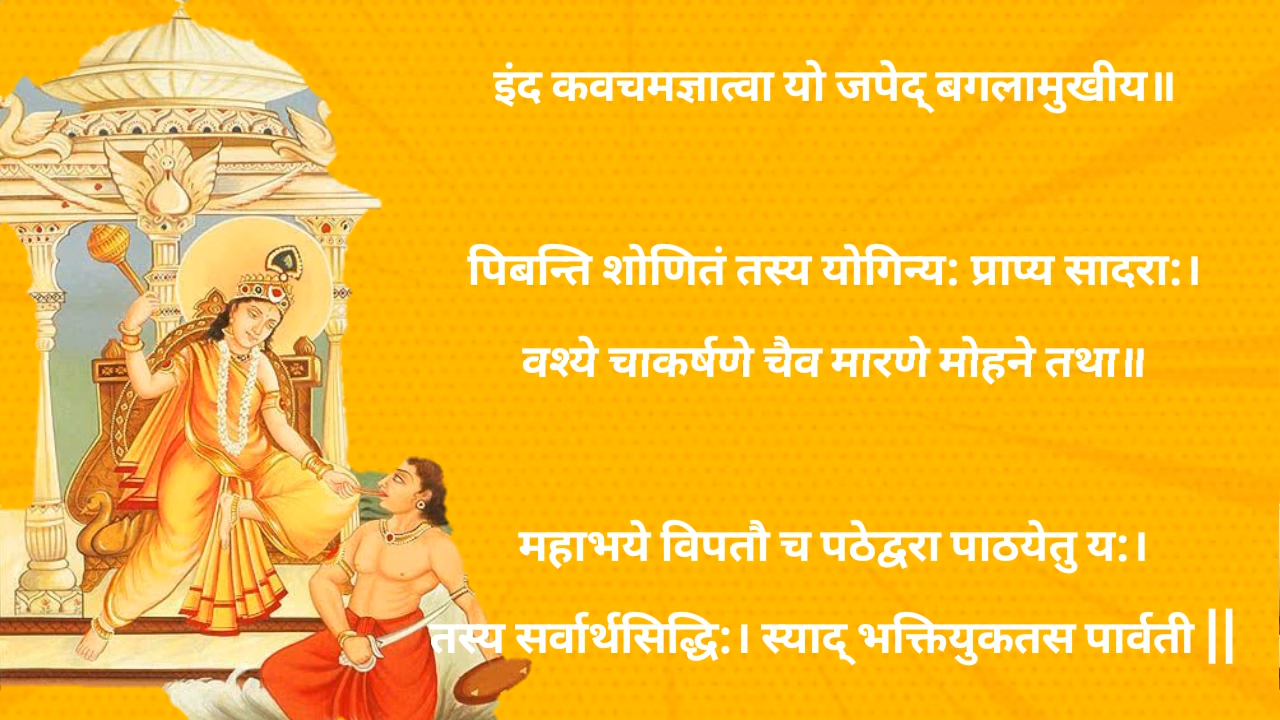 इंद कवचमज्ञात्वा यो जपेद् बगलामुखीय॥
पिबन्ति शोणितं तस्य योगिन्य: प्राप्य सादरा:।
वश्ये चाकर्षणे चैव मारणे मोहने तथा॥
महाभये विपतौ च पठेद्वरा पाठयेतु य:।
तस्य सर्वार्थसिद्धि:। स्याद् भक्तियुकतस पार्वती ||